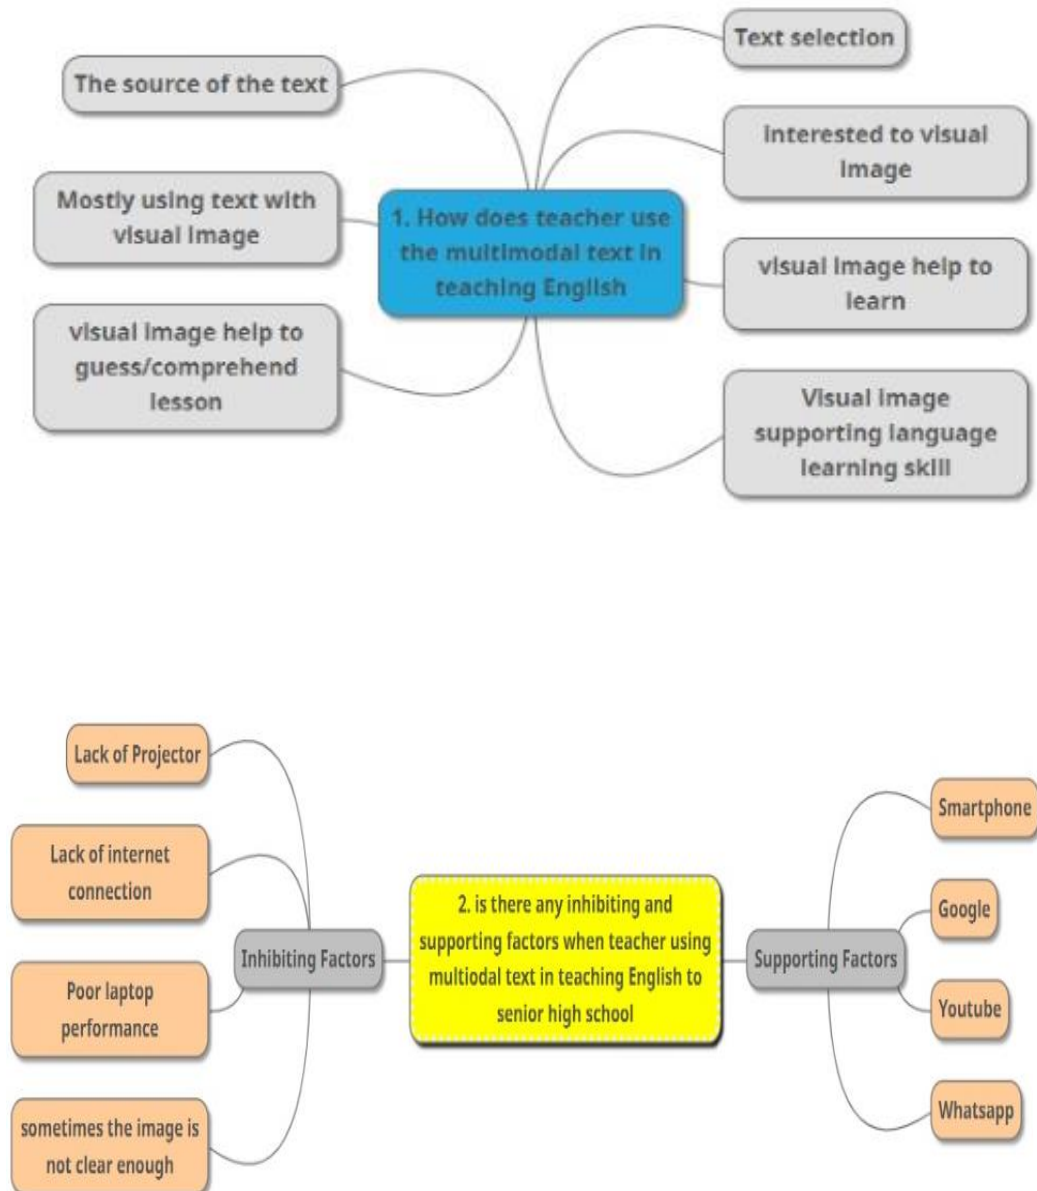 Text selection
The source of the text
interested to visual
image
Mostly using text with
visual image
1. How does teacher use
the multimodal text in
teaching English
visual image help to
learn
visual image help to
guess/comprehend
lesson
Visual image
supporting language
learning skill
Lack of Projector
Lack of internet
connection
Poor laptop
performance
sometimes the image is
not clear enough
Inhibiting Factors
2. is there any inhibiting and
supporting factors when teacher using
multiodal text in teaching English to
senior high school
Supporting Factors
Smartphone
Google
Youtube
Whatsapp